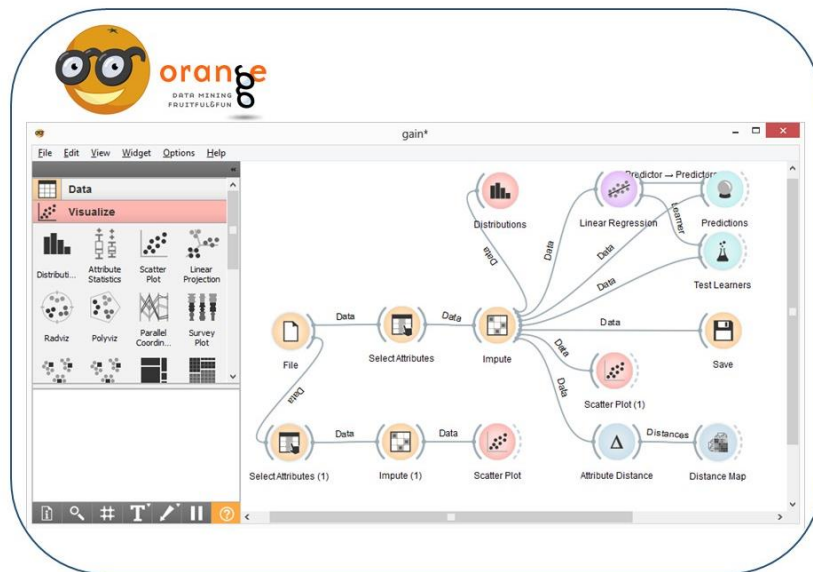 orange
DATA MINING
FRUITFUL&FUN
gain*
File Edit View Widget Options Help
Data
Visualize
Distributi... Attribute Statistics Scatter Plot Linear Projection
Radviz Polyviz Parallel Coordin... Survey Plot
Distributions
Linear Regression
Predictor → Predictors
Predictions
Learner
Test Learners
Data
Data
Data
Data
File
Data
Select Attributes
Data
Impute
Data
Save
Data
Scatter Plot (1)
Data
Data
Select Attributes (1)
Data
Impute (1)
Data
Scatter Plot
Attribute Distance
Distances
Distance Map